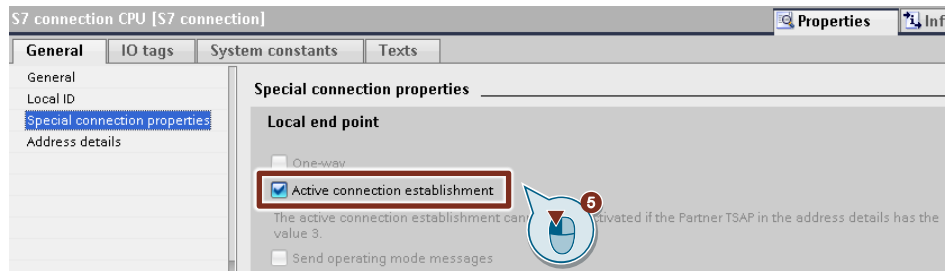 S7 connection CPU [S7 connection]
Properties
General IO tags System constants Texts
General
Local ID
Special connection properties
Address details
Special connection properties
Local end point
One-way
Active connection establishment
5
The active connection establishment tivated if the Partner TSAP in the address details has the
value 3.
Send operating mode messages